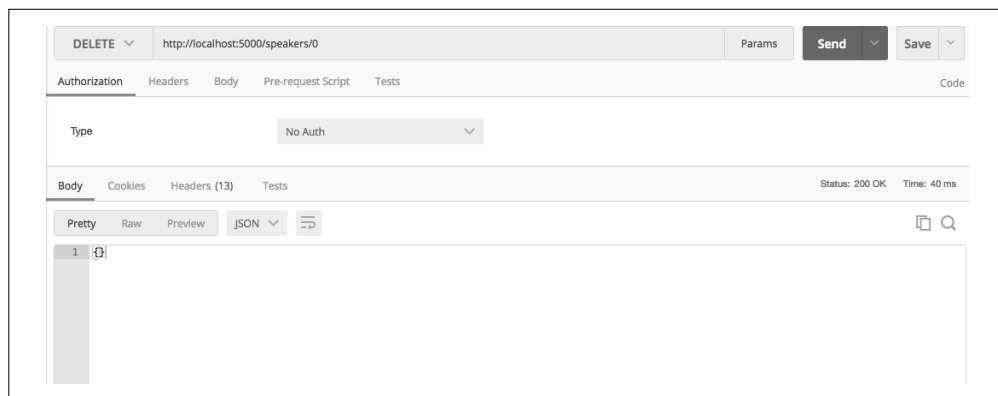 DELETE http://localhost:5000/speakers/0 Params Send Save
Authorization Headers Body Pre-request Script Tests Code
Type No Auth
Body Cookies Headers (13) Tests Status: 200 OK Time: 40 ms
Pretty Raw Preview JSON
1 {}